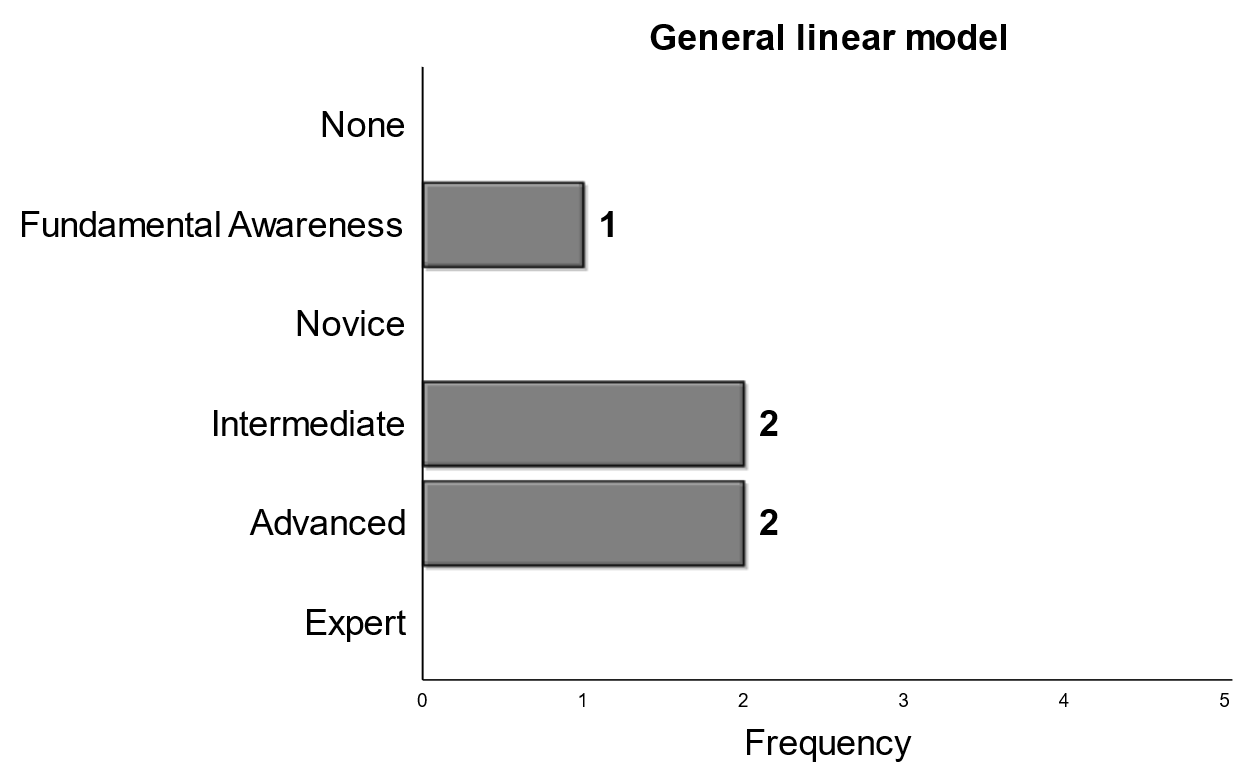 General linear model
None
Fundamental Awareness
1
Novice
Intermediate
2
Advanced
2
Expert
0 1 2 3 4 5
Frequency